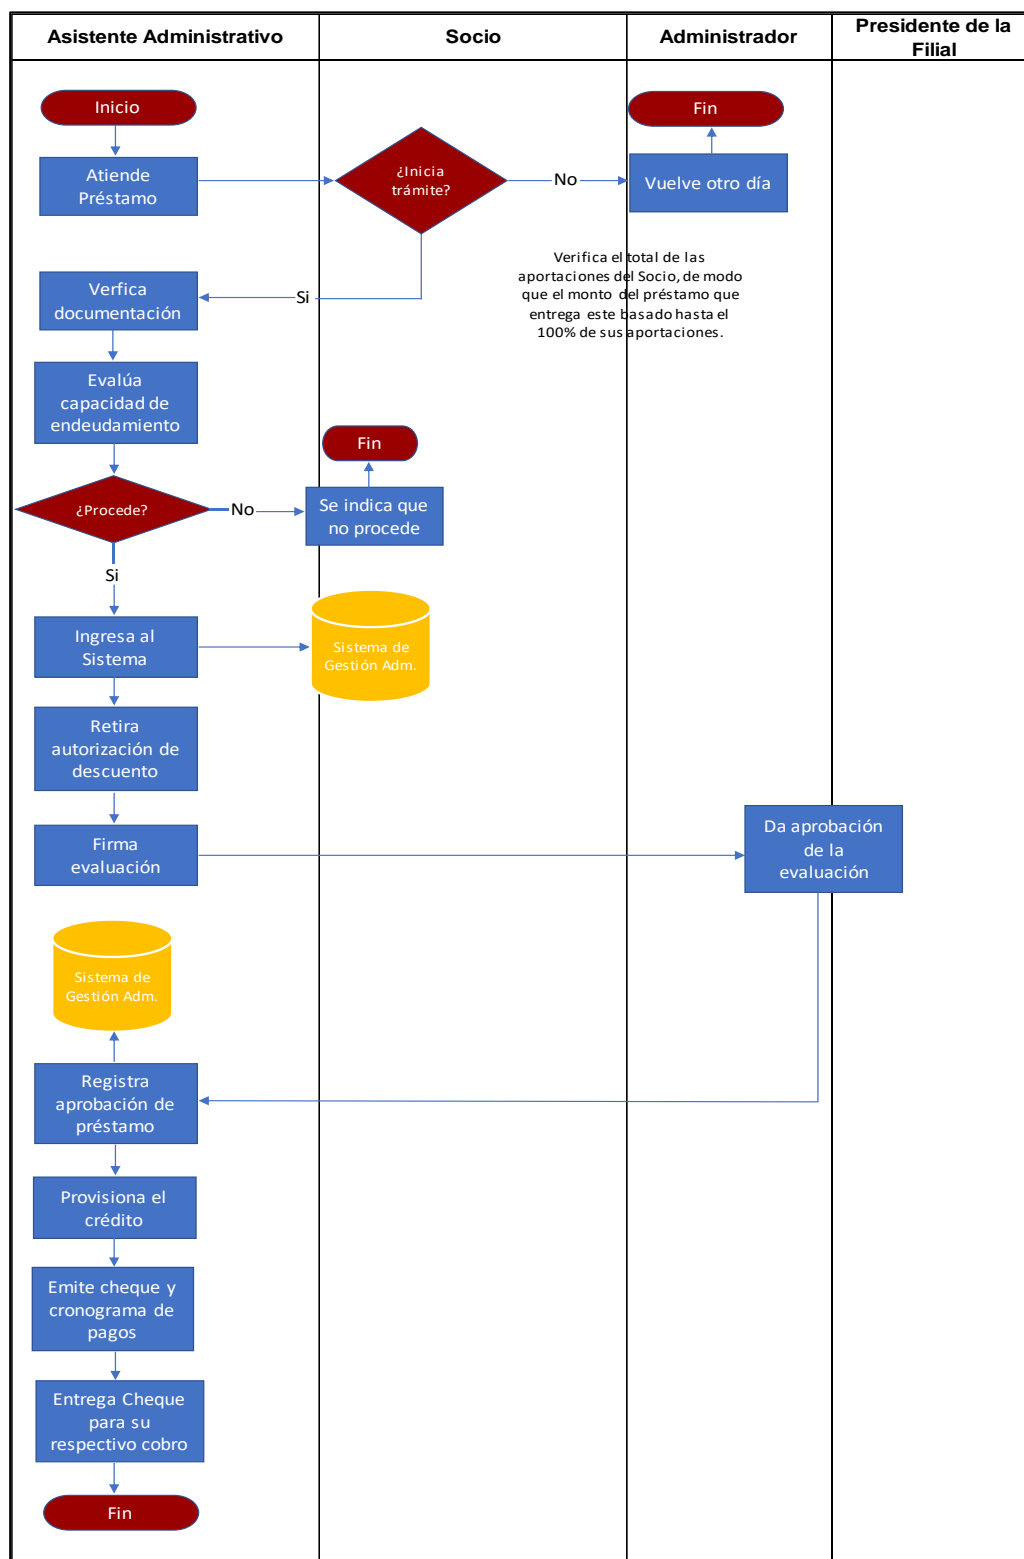 Asistente Administrativo
Socio
Administrador
Presidente de la
Filial
Inicio
Fin
Atiende
Préstamo
¿Inicia
trámite?
No
Vuelve otro día
Verifica el total de las
aportaciones del Socio, de modo
que el monto del préstamo que
entrega este basado hasta el
100% de sus aportaciones.
Si
Verfica
documentación
Evalúa
capacidad de
endeudamiento
Fin
¿Procede?
No
Se indica que
no procede
Si
Ingresa al
Sistema
Sistema de
Gestión Adm.
Retira
autorización de
descuento
Firma
evaluación
Da aprobación
de la
evaluación
Sistema de
Gestión Adm.
Registra
aprobación de
préstamo
Provisiona el
crédito
Emite cheque y
cronograma de
pagos
Entrega Cheque
para su
respectivo cobro
Fin